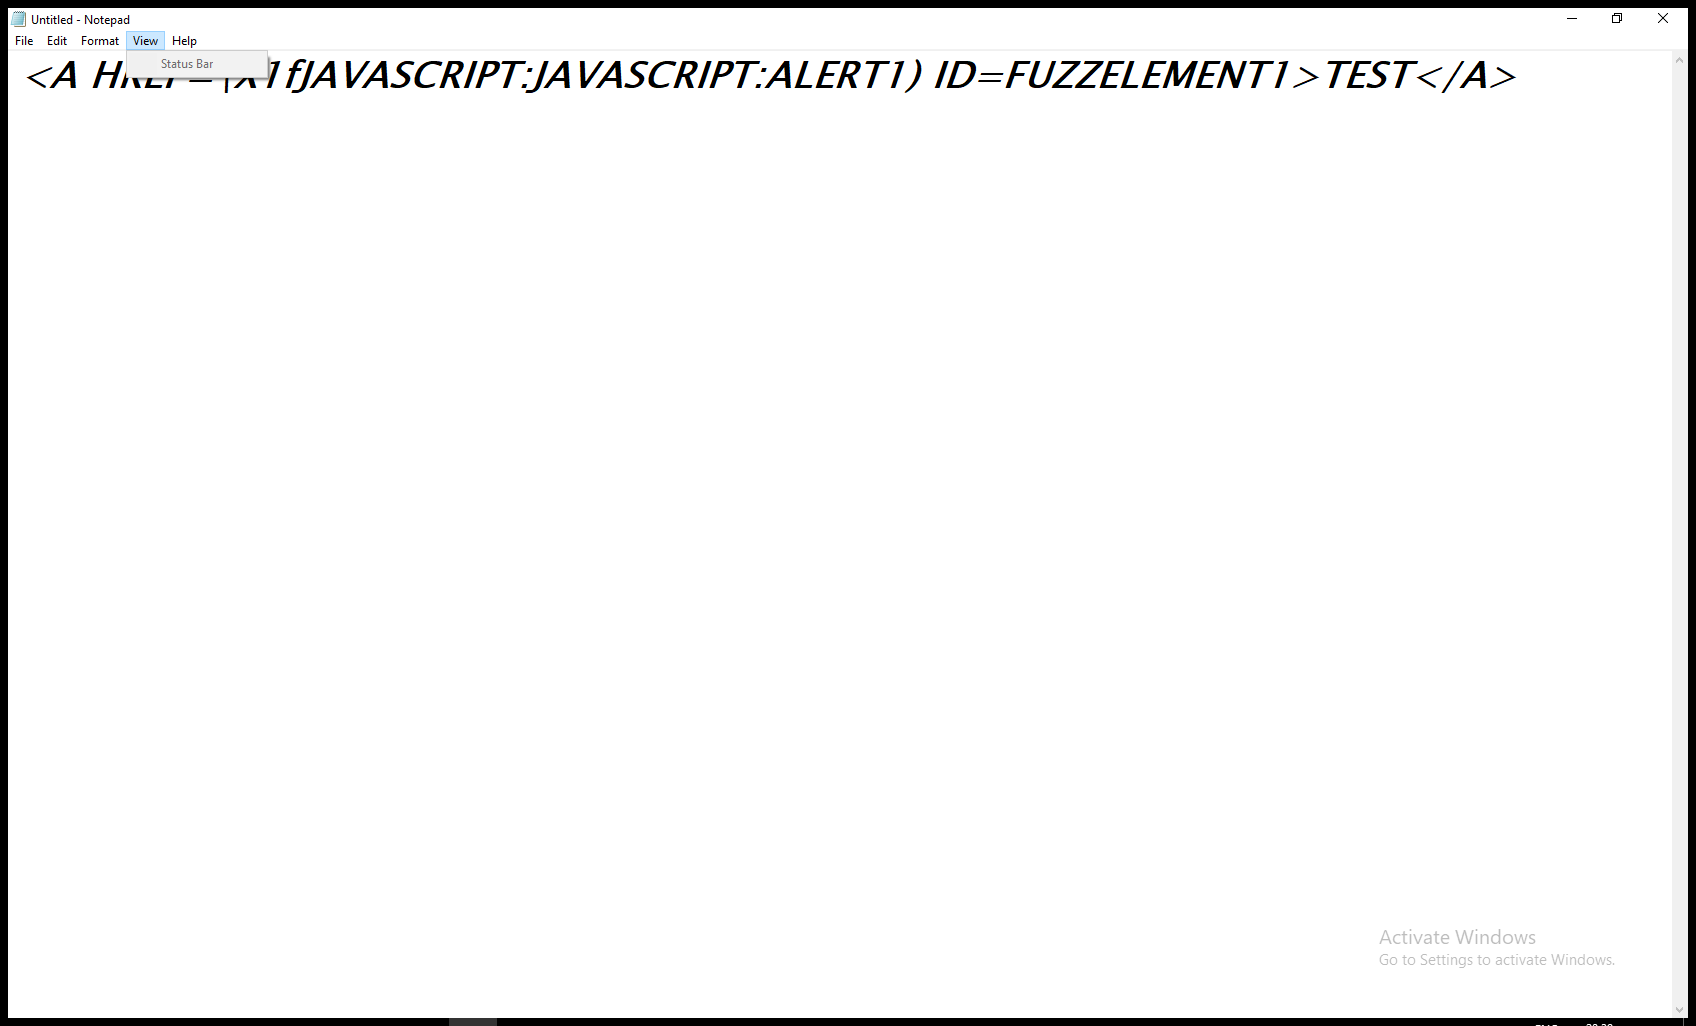 Untitled - Notepad
File Edit Format View Help
Status Bar
<A HREF=\X1fJAVASCRIPT:JAVASCRIPT:ALERT1) ID=FUZZELEMENT1>TEST</A>
Activate Windows
Go to Settings to activate Windows.